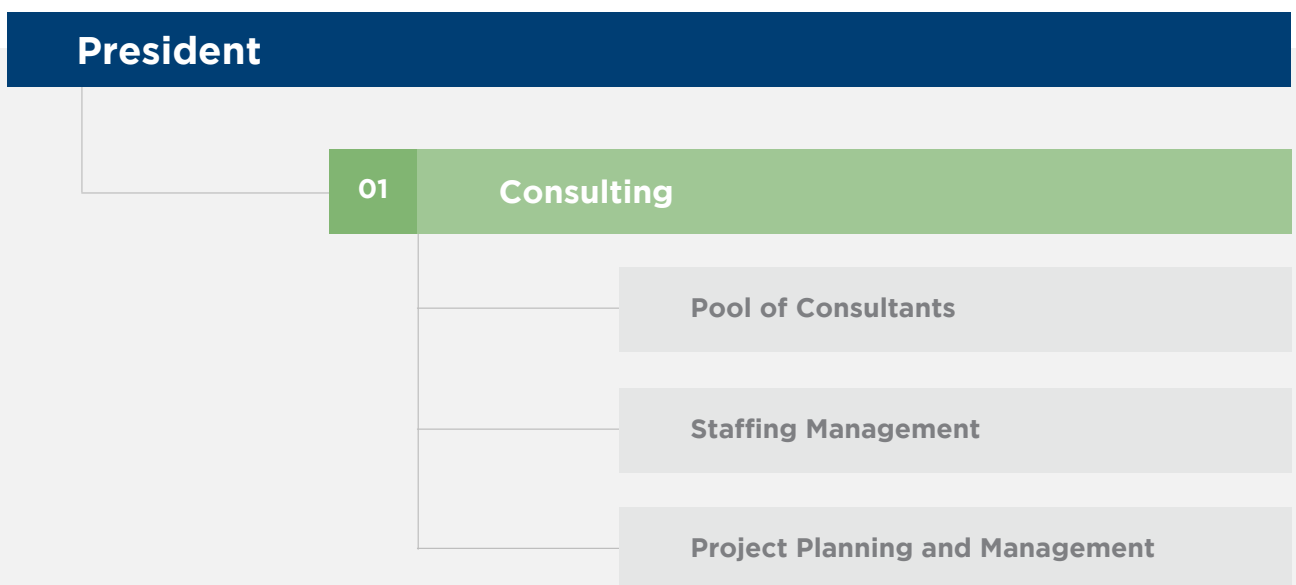 President
01
Consulting
Pool of Consultants
Staffing Management
Project Planning and Management